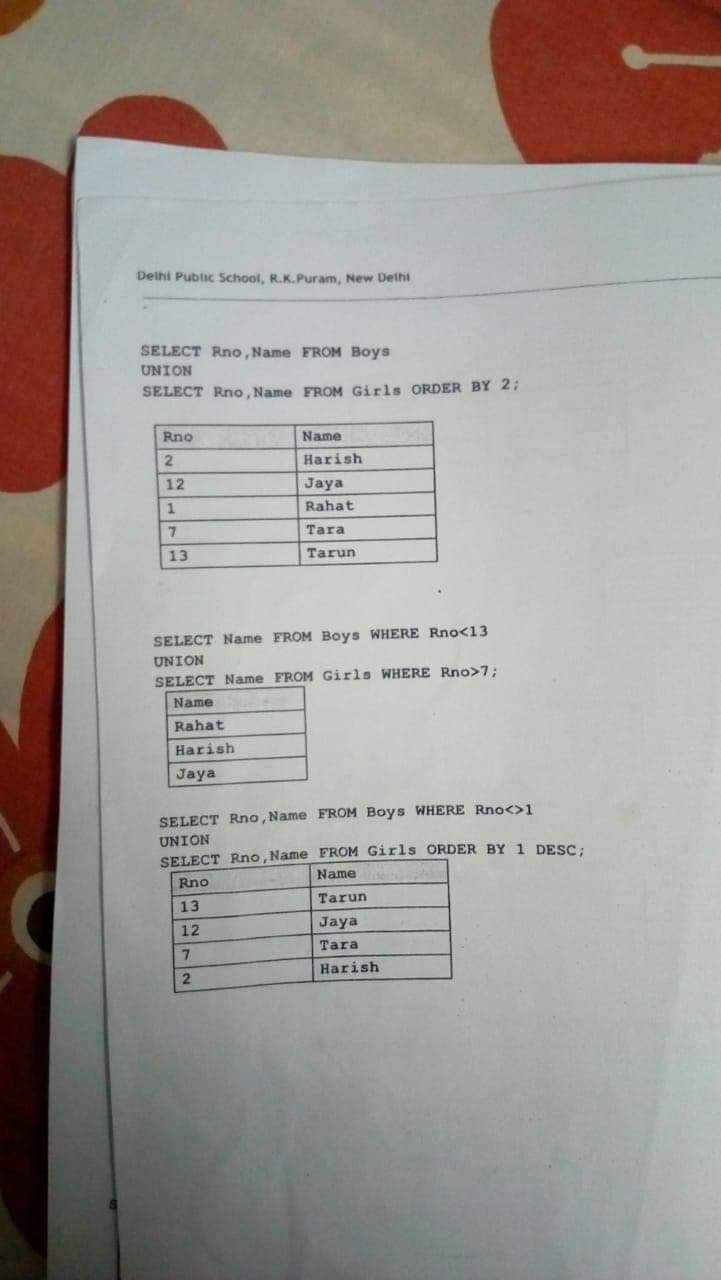 Delhi Public School, R.K.Puram, New Delhi
SELECT Rno,Name FROM Boys
UNION
SELECT Rno,Name FROM Girls ORDER BY 2;
Rno Name
2 Harish
12 Jaya
1 Rahat
7 Tara
13 Tarun
SELECT Name FROM Boys WHERE Rno<13
UNION
SELECT Name FROM Girls WHERE Rno>7;
Name
Rahat
Harish
Jaya
SELECT Rno,Name FROM Boys WHERE Rno<>1
UNION
SELECT Rno,Name FROM Girls ORDER BY 1 DESC;
Rno Name
13 Tarun
12 Jaya
7 Tara
2 Harish